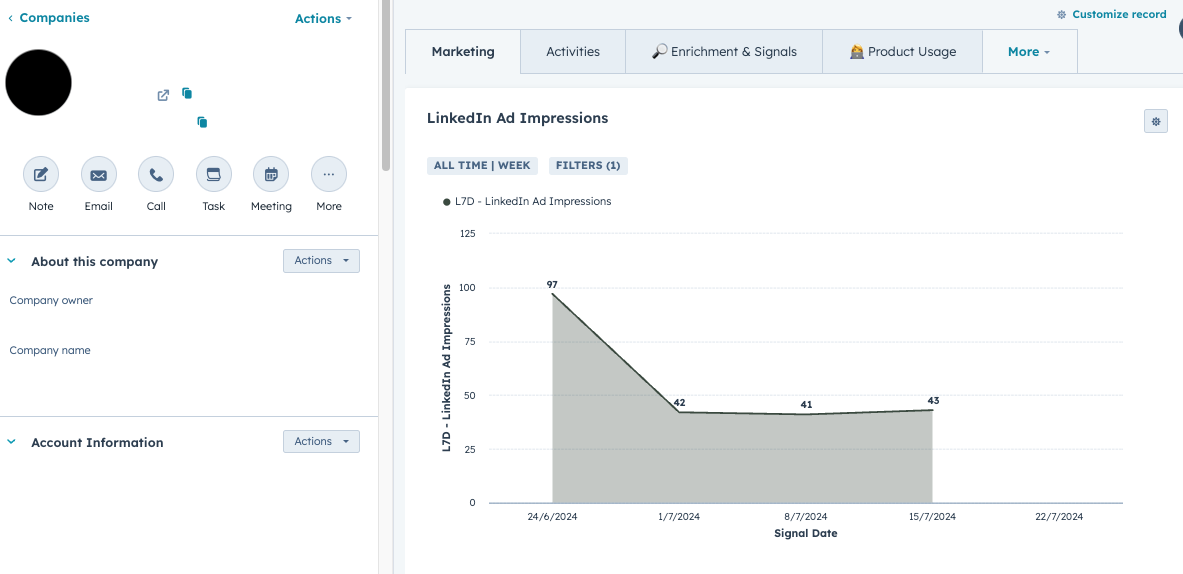 Companies
Actions
Note
Email
Call
Task
Meeting
More
About this company
Actions
Company owner
Company name
Account Information
Actions
Customize record
Marketing
Activities
🔎 Enrichment & Signals
Product Usage
More
LinkedIn Ad Impressions
ALL TIME | WEEK
FILTERS (1)
L7D - LinkedIn Ad Impressions
L7D - LinkedIn Ad Impressions
125
100
75
50
25
0
97
42
41
43
24/6/2024
1/7/2024
8/7/2024
15/7/2024
22/7/2024
Signal Date